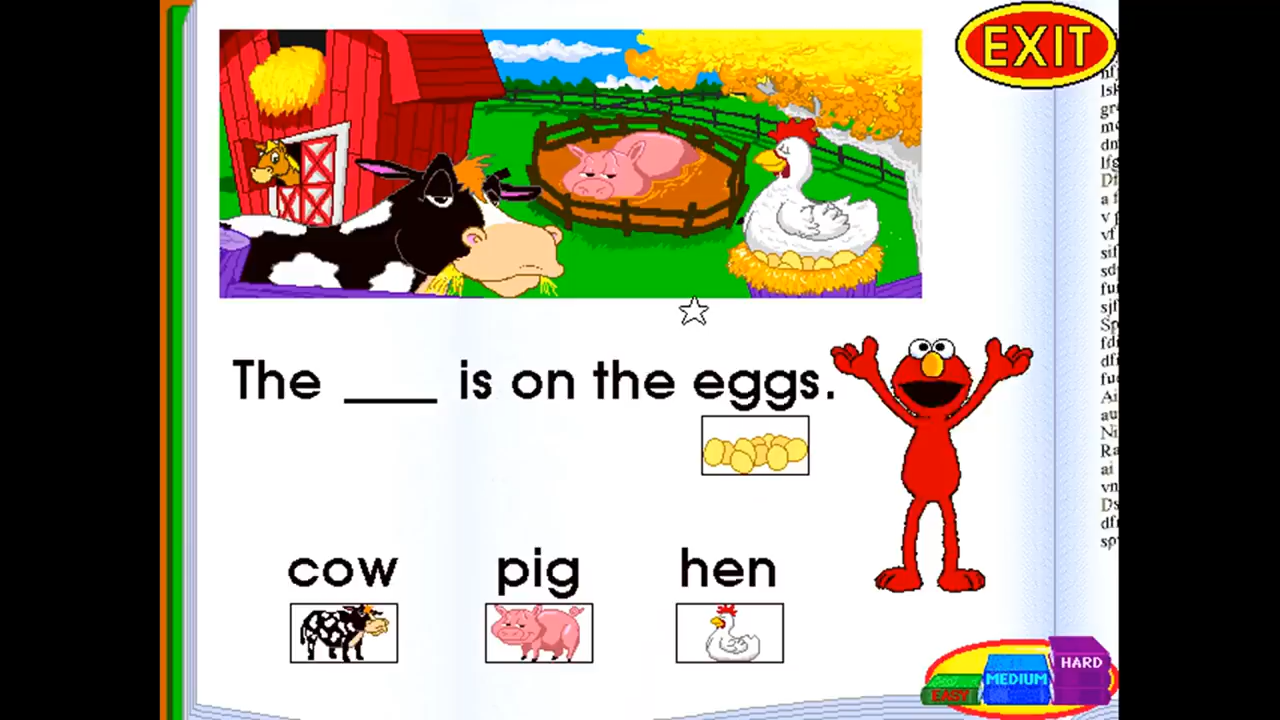 EXIT
The ____ is on the eggs.
cow pig hen
EASY MEDIUM HARD